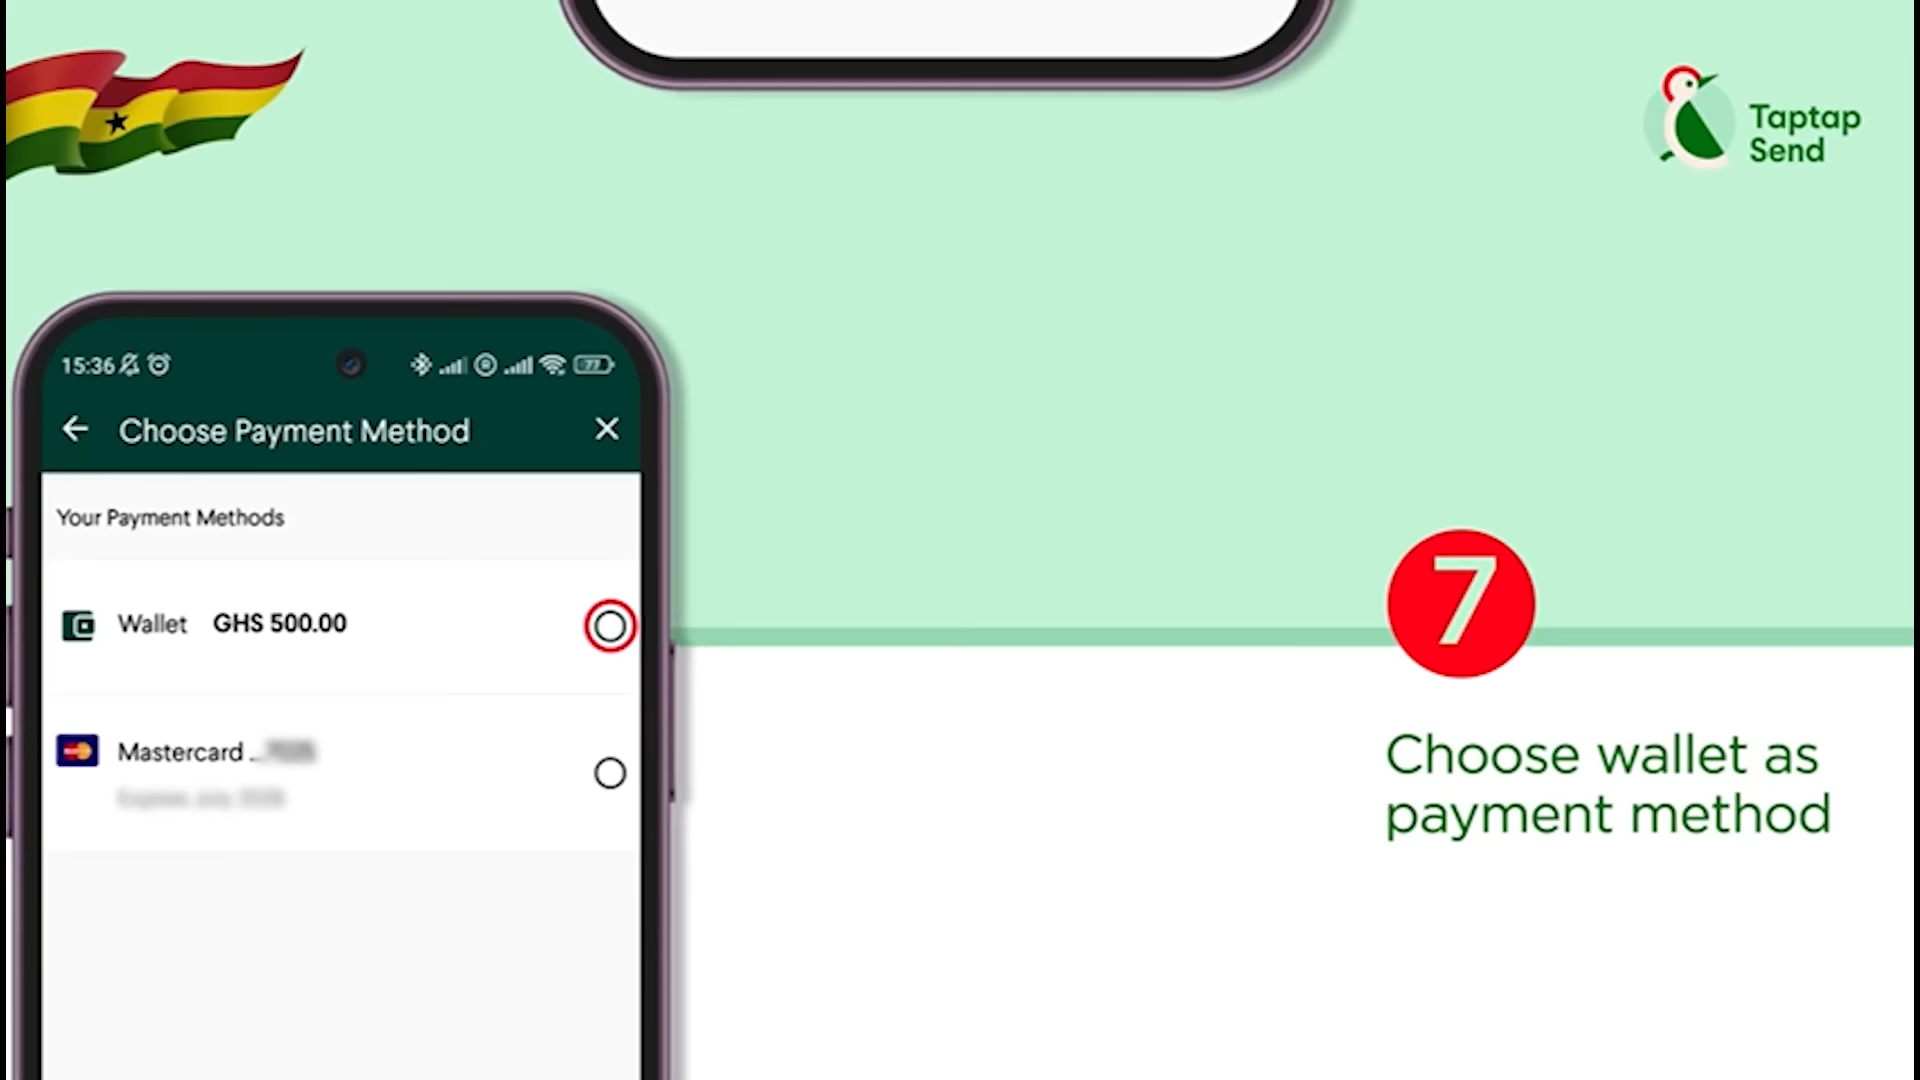 Taptap
Send
15:36
77
Choose Payment Method
Your Payment Methods
Wallet GHS 500.00
Mastercard ..
7
Choose wallet as
payment method